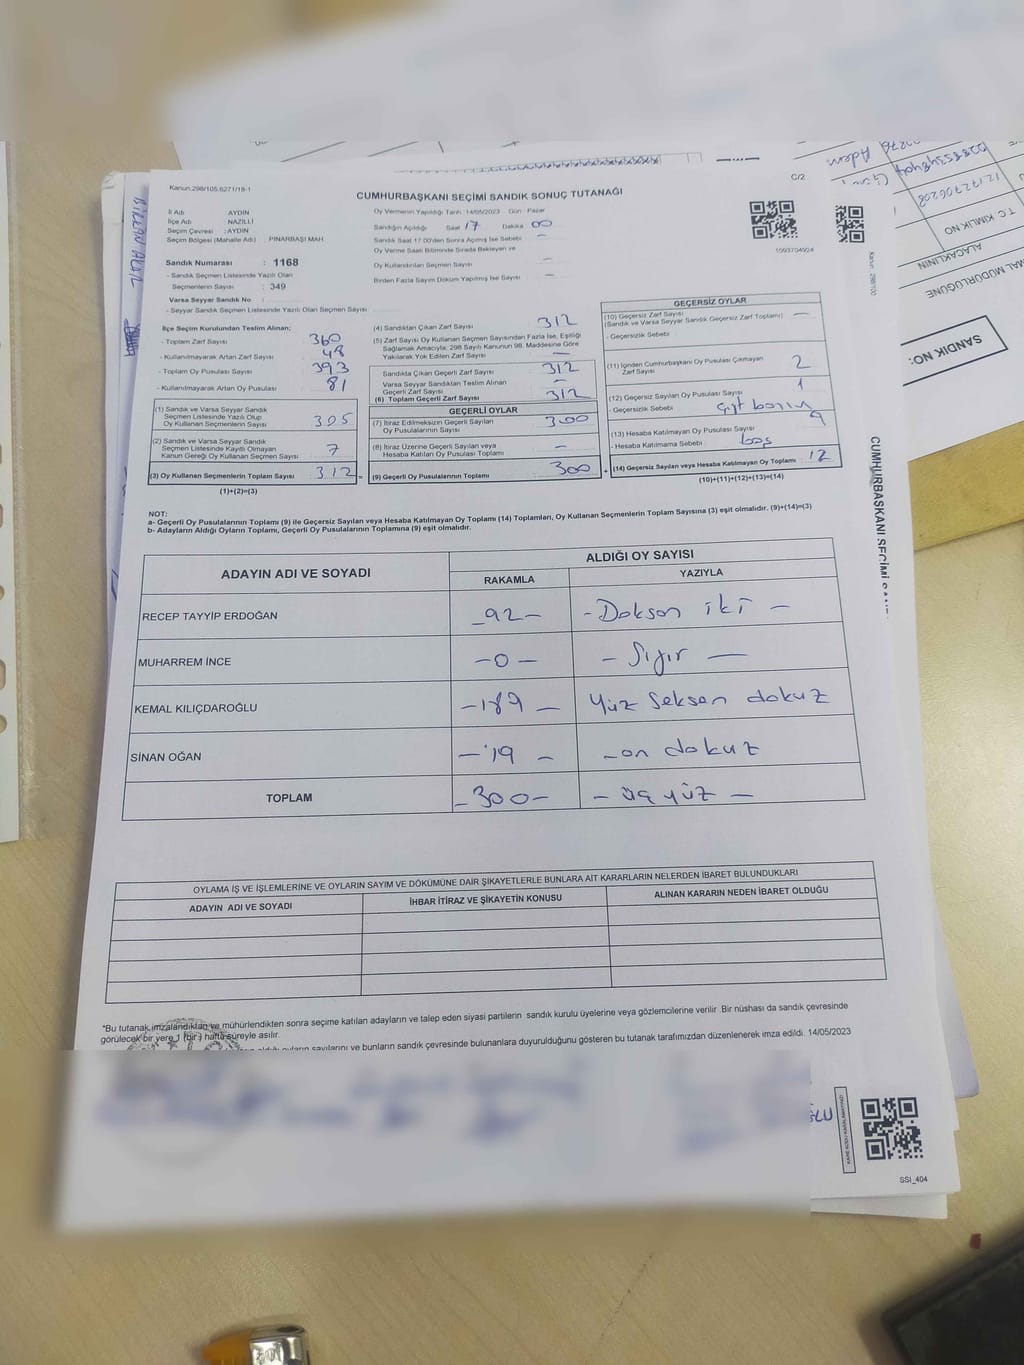 Kanun:298/105,6271/18-1
C/2
CUMHURBAŞKANI SEÇİMİ SANDIK SONUÇ TUTANAĞI
İl Adı : AYDIN
İlçe Adı : NAZİLLİ
Seçim Çevresi : AYDIN
Seçim Bölgesi (Mahalle Adı) : PINARBAŞI MAH
Sandık Numarası : 1168
- Sandık Seçmen Listesinde Yazılı Olan
Seçmenlerin Sayısı : 349
Varsa Seyyar Sandık No :
- Seyyar Sandık Seçmen Listesinde Yazılı Olan Seçmen Sayısı
Oy Vermenin Yapıldığı Tarih 14/05/2023 Gün Pazar
Sandığın Açıldığı Saat 17 Dakika 00
Sandık Saat 17.00'den Sonra Açılmış İse Sebebi —
Oy Verme Saati Bitiminde Sırada Bekleyen ve
Oy Kullandırılan Seçmen Sayısı —
Birden Fazla Sayım Döküm Yapılmış İse Sayısı —
1093704924
İlçe Seçim Kurulundan Teslim Alınan;
- Toplam Zarf Sayısı 360
- Kullanılmayarak Artan Zarf Sayısı 48
- Toplam Oy Pusulası Sayısı 393
- Kullanılmayarak Artan Oy Pusulası 81
(1) Sandık ve Varsa Seyyar Sandık
Seçmen Listesinde Yazılı Olup
Oy Kullanan Seçmenlerin Sayısı 305
(2) Sandık ve Varsa Seyyar Sandık
Seçmen Listesinde Kayıtlı Olmayan
Kanun Gereği Oy Kullanan Seçmen Sayısı 7
(3) Oy Kullanan Seçmenlerin Toplam Sayısı 312 =
(1)+(2)=(3)
(4) Sandıktan Çıkan Zarf Sayısı 312
(5) Zarf Sayısı Oy Kullanan Seçmen Sayısından Fazla İse, Eşitliği
Sağlamak Amacıyla; 298 Sayılı Kanunun 98. Maddesine Göre
Yakılarak Yok Edilen Zarf Sayısı —
Sandıkta Çıkan Geçerli Zarf Sayısı 312
Varsa Seyyar Sandıktan Teslim Alınan
Geçerli Zarf Sayısı —
(6) Toplam Geçerli Zarf Sayısı 312
GEÇERLİ OYLAR
(7) İtiraz Edilmeksizin Geçerli Sayılan
Oy Pusulalarının Sayısı 300
(8) İtiraz Üzerine Geçerli Sayılan veya
Hesaba Katılan Oy Pusulası Toplamı —
(9) Geçerli Oy Pusulalarının Toplamı 300 +
GEÇERSİZ OYLAR
(10) Geçersiz Zarf Sayısı —
(Sandık ve Varsa Seyyar Sandık Geçersiz Zarf Toplamı)
- Geçersizlik Sebebi
(11) İçinden Cumhurbaşkanı Oy Pusulası Çıkmayan
Zarf Sayısı 2
(12) Geçersiz Sayılan Oy Pusulası Sayısı 1
- Geçersizlik Sebebi
(13) Hesaba Katılmayan Oy Pusulası Sayısı 9
- Hesaba Katılmama Sebebi boş
(14) Geçersiz Sayılan veya Hesaba Katılmayan Oy Toplamı 12
(10)+(11)+(12)+(13)=(14)
NOT:
a- Geçerli Oy Pusulalarının Toplamı (9) ile Geçersiz Sayılan veya Hesaba Katılmayan Oy Toplamı (14) Toplamları, Oy Kullanan Seçmenlerin Toplam Sayısına (3) eşit olmalıdır. (9)+(14)=(3)
b- Adayların Aldığı Oyların Toplamı, Geçerli Oy Pusulalarının Toplamına (9) eşit olmalıdır.
ADAYIN ADI VE SOYADI
ALDIĞI OY SAYISI
RAKAMLA YAZIYLA
RECEP TAYYİP ERDOĞAN -92- -Doksan iki -
MUHARREM İNCE -0- - Sıfır —
KEMAL KILIÇDAROĞLU -189- Yüz Seksen dokuz
SİNAN OĞAN -19- -on dokuz
TOPLAM -300- - üç yüz -
OYLAMA İŞ VE İŞLEMLERİNE VE OYLARIN SAYIM VE DÖKÜMÜNE DAİR ŞİKAYETLERLE BUNLARA AİT KARARLARIN NELERDEN İBARET BULUNDUKLARI
ADAYIN ADI VE SOYADI İHBAR İTİRAZ VE ŞİKAYETİN KONUSU ALINAN KARARIN NEDEN İBARET OLDUĞU
"Bu tutanak imzalandıktan ve mühürlendikten sonra seçime katılan adayların ve talep eden siyasi partilerin sandık kurulu üyelerine veya gözlemcilerine verilir. Bir nüshası da sandık çevresinde
görülecek bir yere 1 (bir) hafta süreyle asılır.
oyların sayılarını ve bunların sandık çevresinde bulunanlara duyurulduğunu gösteren bu tutanak tarafımızdan düzenlenerek imza edildi. 14/05/2023
SSI_404
SANDIK NO:
T.C KİMLİK NO
ALACAKLININ
MAL MÜDÜRLÜĞÜNE
Kanun: 298/100